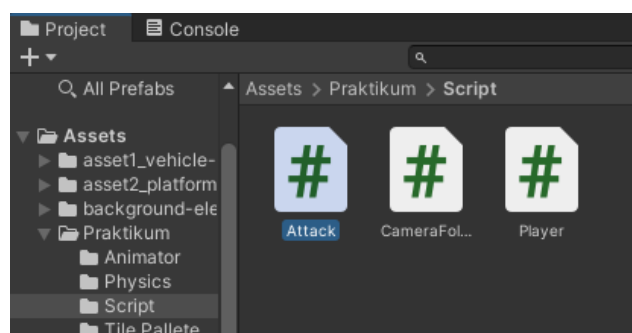 Project
Console
All Prefabs
Assets > Praktikum > Script
Assets
asset1_vehicle-
asset2_platform
background-ele
Praktikum
Animator
Physics
Script
Tile Pallete
#
#
#
Attack
CameraFol...
Player